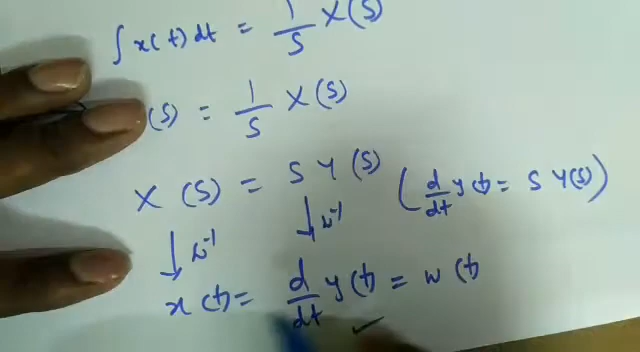 ∫ x(t) dt = 1/S X(S)
(S) = 1/S X(S)
X(S) = S Y(S) (d/dt y(t) = S Y(S))
↓ L⁻¹ ↓ L⁻¹
x(t) = d/dt y(t) = w(t)